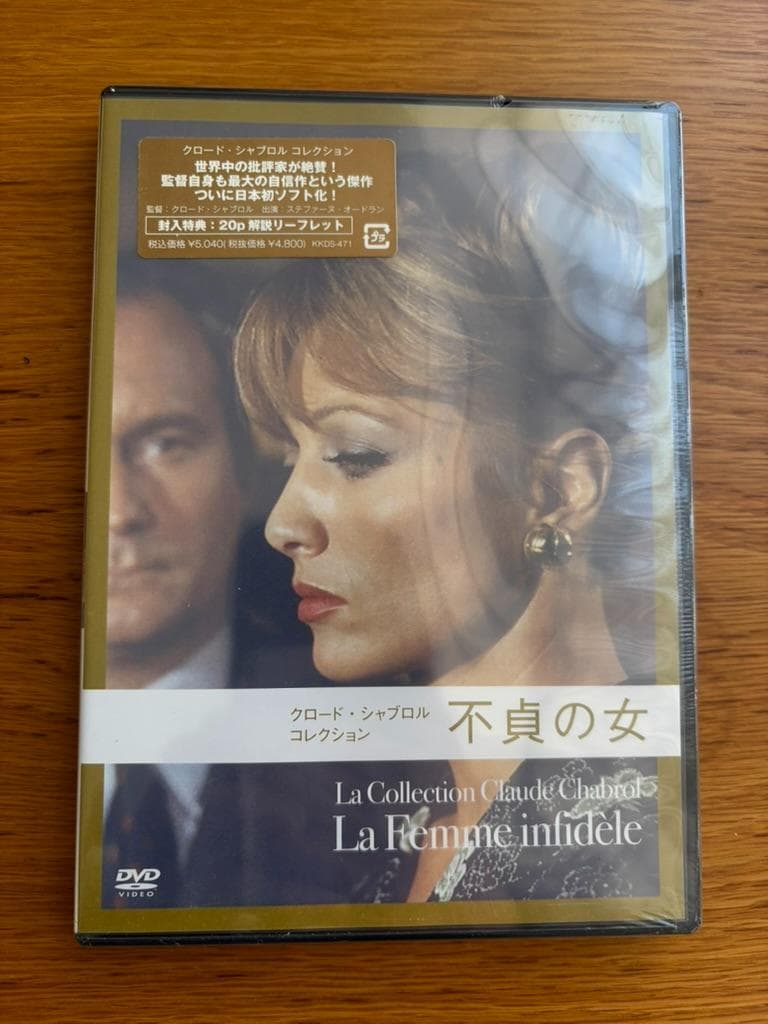 クロード・シャブロル コレクション
世界中の批評家が絶賛！
監督自身も最大の自信作という傑作
ついに日本初ソフト化！
監督：クロード・シャブロル 出演：ステファーヌ・オードラン
封入特典：20p 解説リーフレット
税込価格 ¥5,040(税抜価格 ¥4,800) KKDS-471
プラ
クロード・シャブロル
コレクション
不貞の女
La Collection Claude Chabrol
La Femme infidèle
DVD
VIDEO